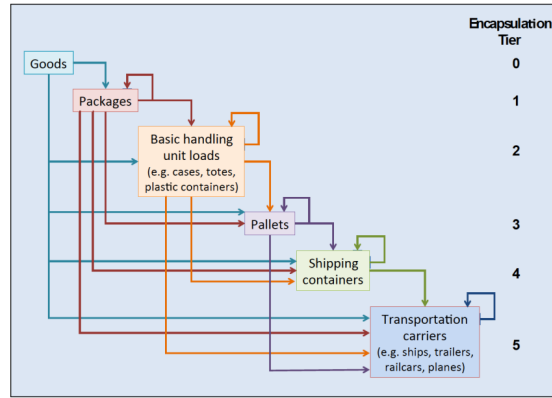 Encapsulation
Tier
Goods
0
Packages
1
Basic handling
unit loads
(e.g. cases, totes,
plastic containers)
2
Pallets
3
Shipping
containers
4
Transportation
carriers
(e.g. ships, trailers,
railcars, planes)
5